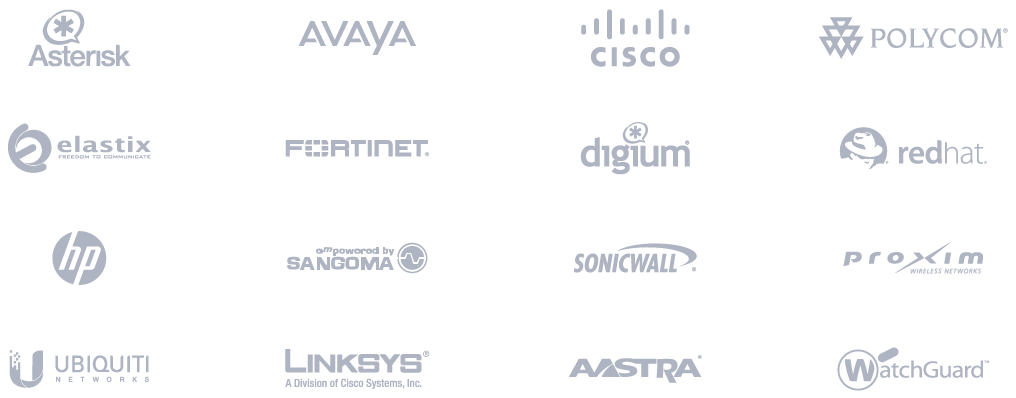 Asterisk
AVAYA
CISCO
POLYCOM®
elastix
FREEDOM TO COMMUNICATE
FORTINET®
digium®
redhat.
hp
ampowered by
SANGOMA
SONICWALL®
proxim
WIRELESS NETWORKS
UBIQUITI
NETWORKS
LINKSYS®
A Division of Cisco Systems, Inc.
AASTRA®
WatchGuard™